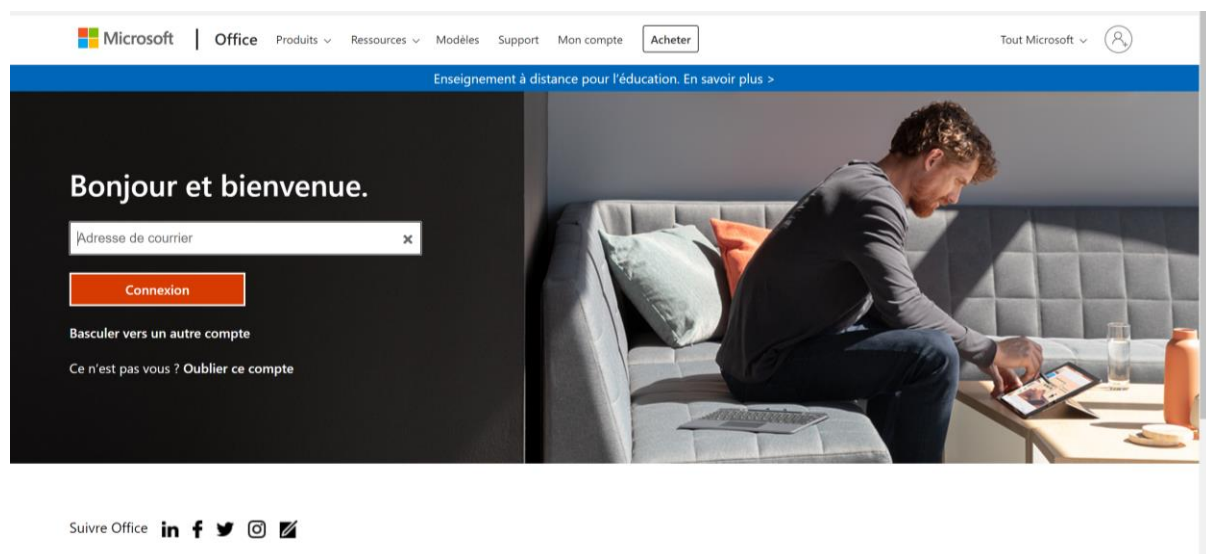 Microsoft | Office Produits Ressources Modèles Support Mon compte Acheter Tout Microsoft
Enseignement à distance pour l'éducation. En savoir plus >
Bonjour et bienvenue.
Adresse de courrier
Connexion
Basculer vers un autre compte
Ce n'est pas vous ? Oublier ce compte
Suivre Office